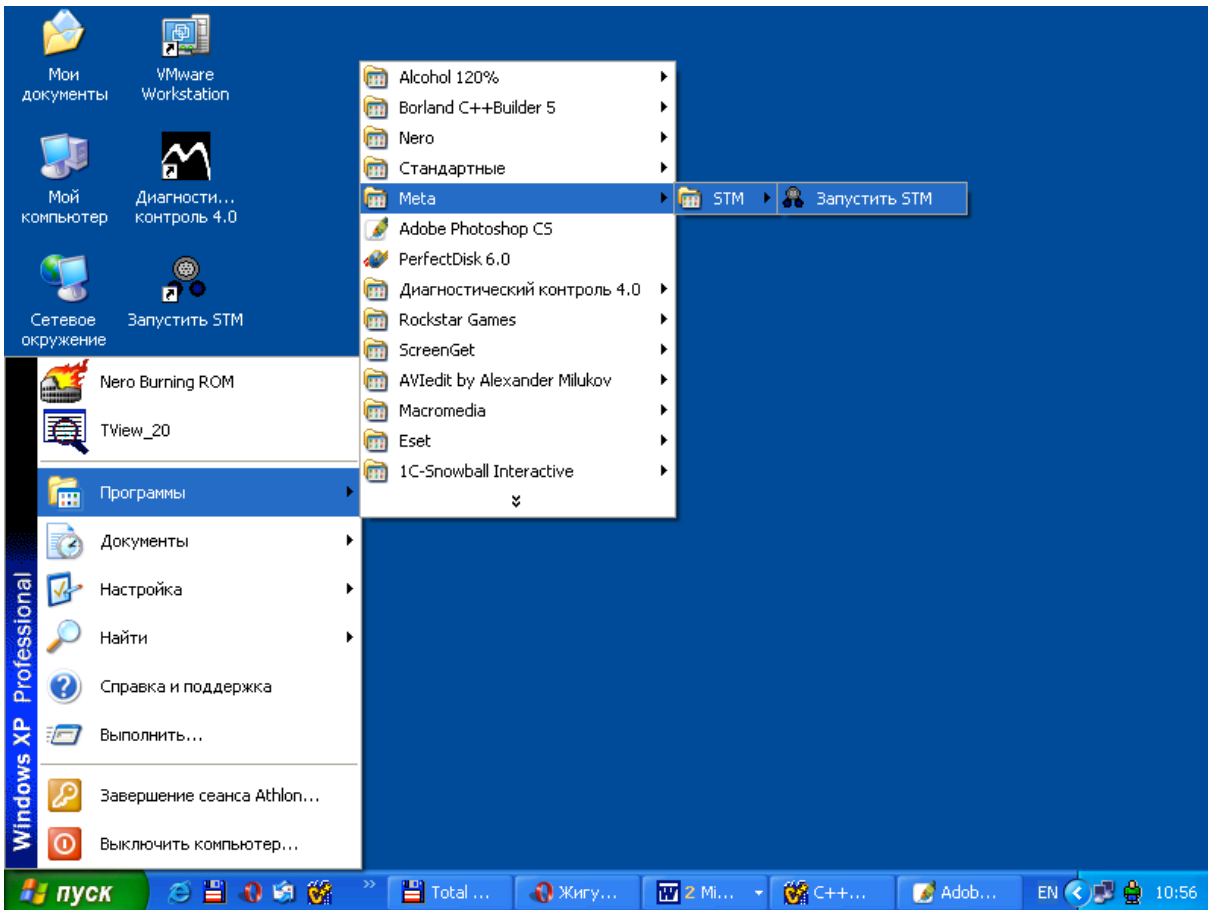 Мои
документы
VMware
Workstation
Мой
компьютер
Диагности...
контроль 4.0
Сетевое
окружение
Запустить STM
Alcohol 120%
Borland C++Builder 5
Nero
Стандартные
Meta
STM
Запустить STM
Adobe Photoshop CS
PerfectDisk 6.0
Диагностический контроль 4.0
Rockstar Games
ScreenGet
AVIedit by Alexander Milukov
Macromedia
Eset
1C-Snowball Interactive
Nero Burning ROM
TView_20
Программы
Документы
Настройка
Найти
Справка и поддержка
Выполнить...
Завершение сеанса Athlon...
Выключить компьютер...
Windows XP Professional
пуск
Total ...
Жигу...
2 Mi...
C++...
Adob...
EN
10:56